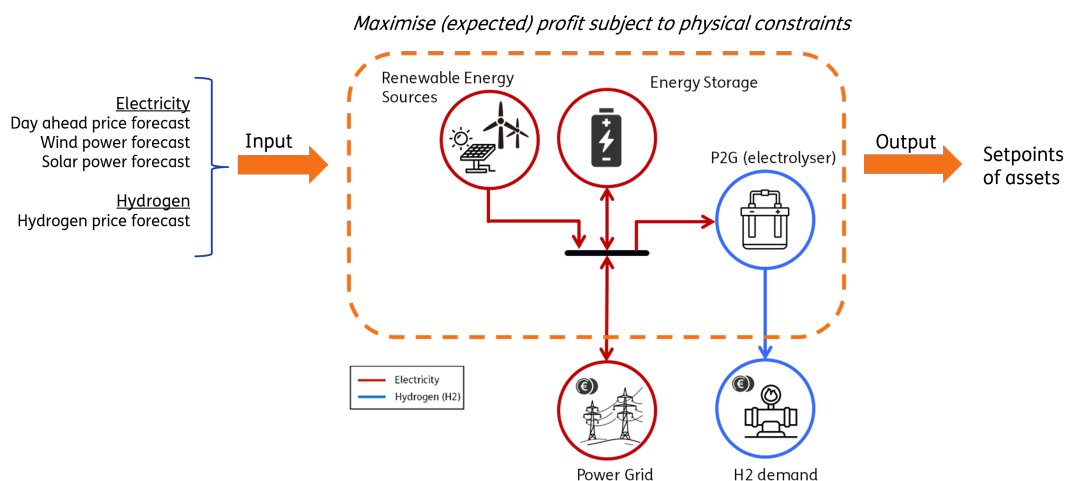 Maximise (expected) profit subject to physical constraints
Electricity
Day ahead price forecast
Wind power forecast
Solar power forecast
Hydrogen
Hydrogen price forecast
Input
Renewable Energy
Sources
Energy Storage
P2G (electrolyser)
Output
Setpoints
of assets
Electricity
Hydrogen (H2)
Power Grid
H2 demand